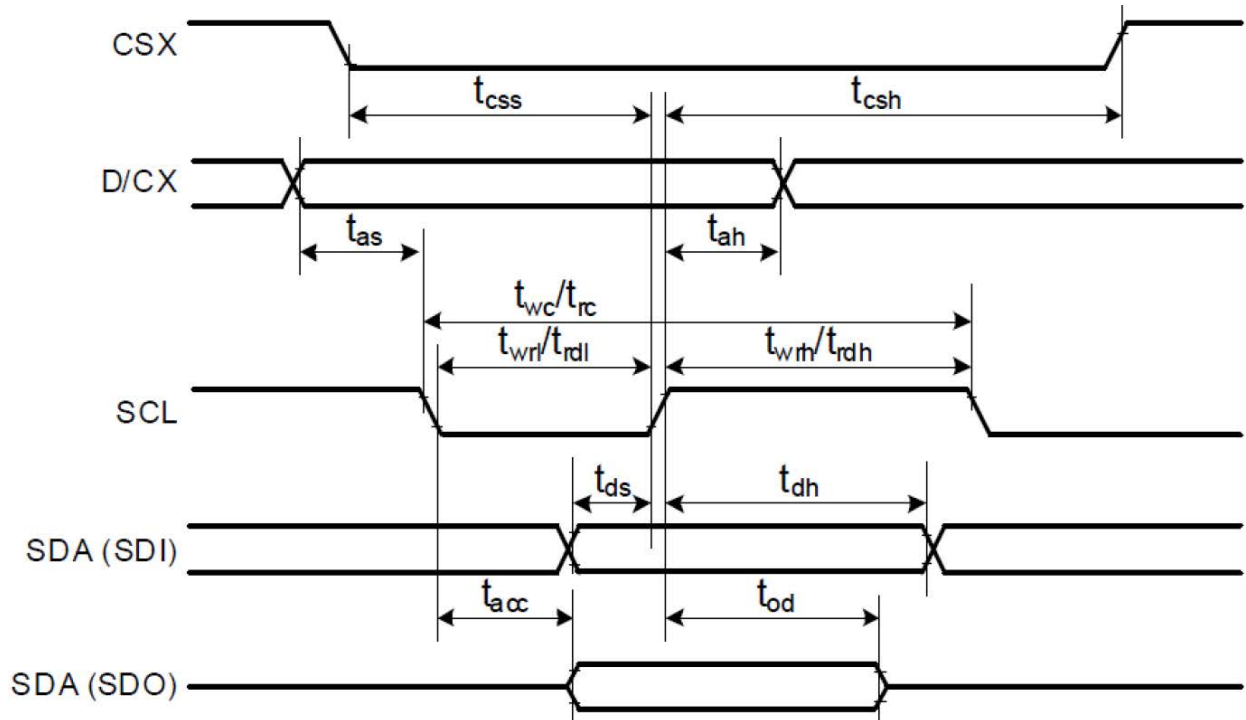 CSX
tcss
tcsh
D/CX
tas
tah
twc/trc
twrl/trdl
twrh/trdh
SCL
tds
tdh
SDA (SDI)
tacc
tod
SDA (SDO)